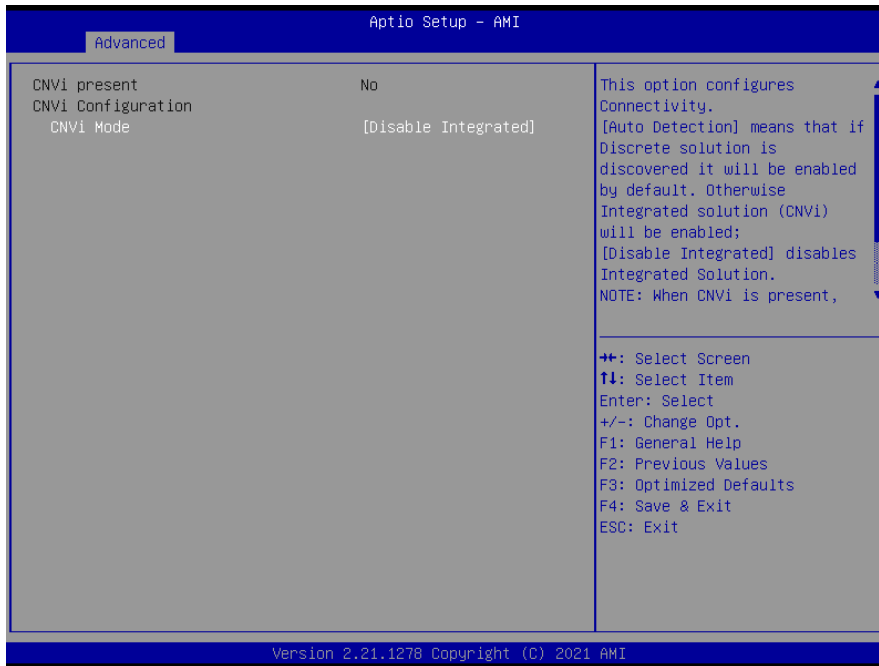 Aptio Setup – AMI
Advanced
CNVi present No
CNVi Configuration
CNVi Mode [Disable Integrated]
This option configures
Connectivity.
[Auto Detection] means that if
Discrete solution is
discovered it will be enabled
by default. Otherwise
Integrated solution (CNVi)
will be enabled;
[Disable Integrated] disables
Integrated Solution.
NOTE: When CNVi is present,
→←: Select Screen
↑↓: Select Item
Enter: Select
+/-: Change Opt.
F1: General Help
F2: Previous Values
F3: Optimized Defaults
F4: Save & Exit
ESC: Exit
Version 2.21.1278 Copyright (C) 2021 AMI